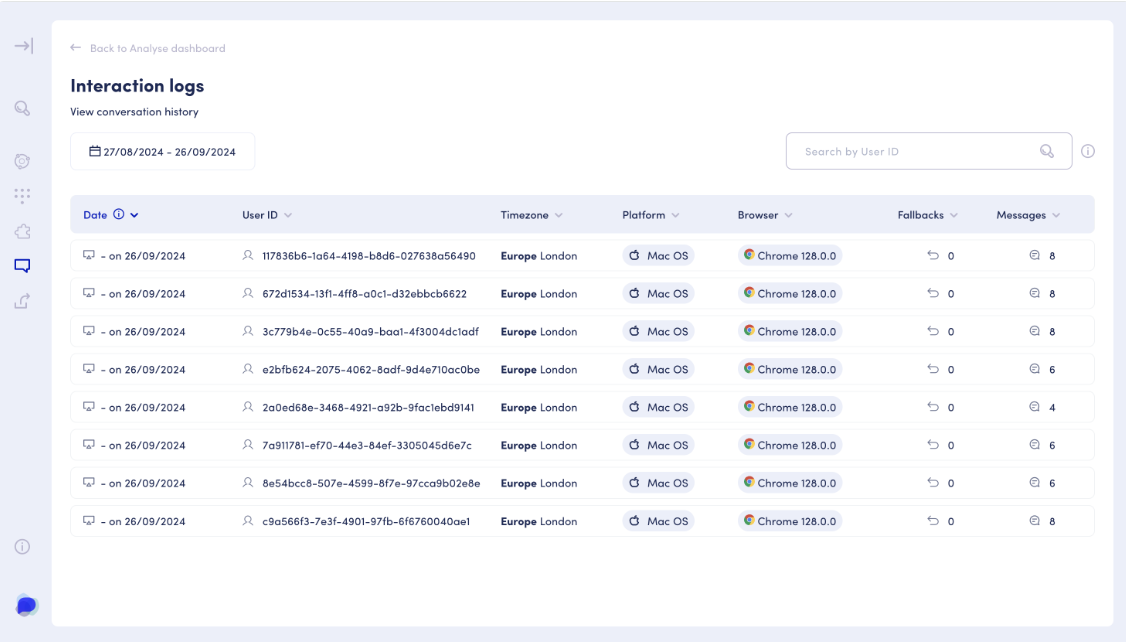 Back to Analyse dashboard
Interaction logs
View conversation history
27/08/2024 - 26/09/2024
Search by User ID
Date User ID Timezone Platform Browser Fallbacks Messages
- on 26/09/2024 117836b6-1a64-4198-b8d6-027638a56490 Europe London Mac OS Chrome 128.0.0 0 8
- on 26/09/2024 672d1534-13f1-4ff8-a0c1-d32ebbcb6622 Europe London Mac OS Chrome 128.0.0 0 8
- on 26/09/2024 3c779b4e-0c55-40a9-baa1-4f3004dc1adf Europe London Mac OS Chrome 128.0.0 0 8
- on 26/09/2024 e2bfb624-2075-4062-8adf-9d4e710ac0be Europe London Mac OS Chrome 128.0.0 0 6
- on 26/09/2024 2a0ed68e-3468-4921-a92b-9fac1ebd9141 Europe London Mac OS Chrome 128.0.0 0 4
- on 26/09/2024 7a911781-ef70-44e3-84ef-3305045d6e7c Europe London Mac OS Chrome 128.0.0 0 6
- on 26/09/2024 8e54bcc8-507e-4599-8f7e-97cca9b02e8e Europe London Mac OS Chrome 128.0.0 0 6
- on 26/09/2024 c9a566f3-7e3f-4901-97fb-6f6760040ae1 Europe London Mac OS Chrome 128.0.0 0 8